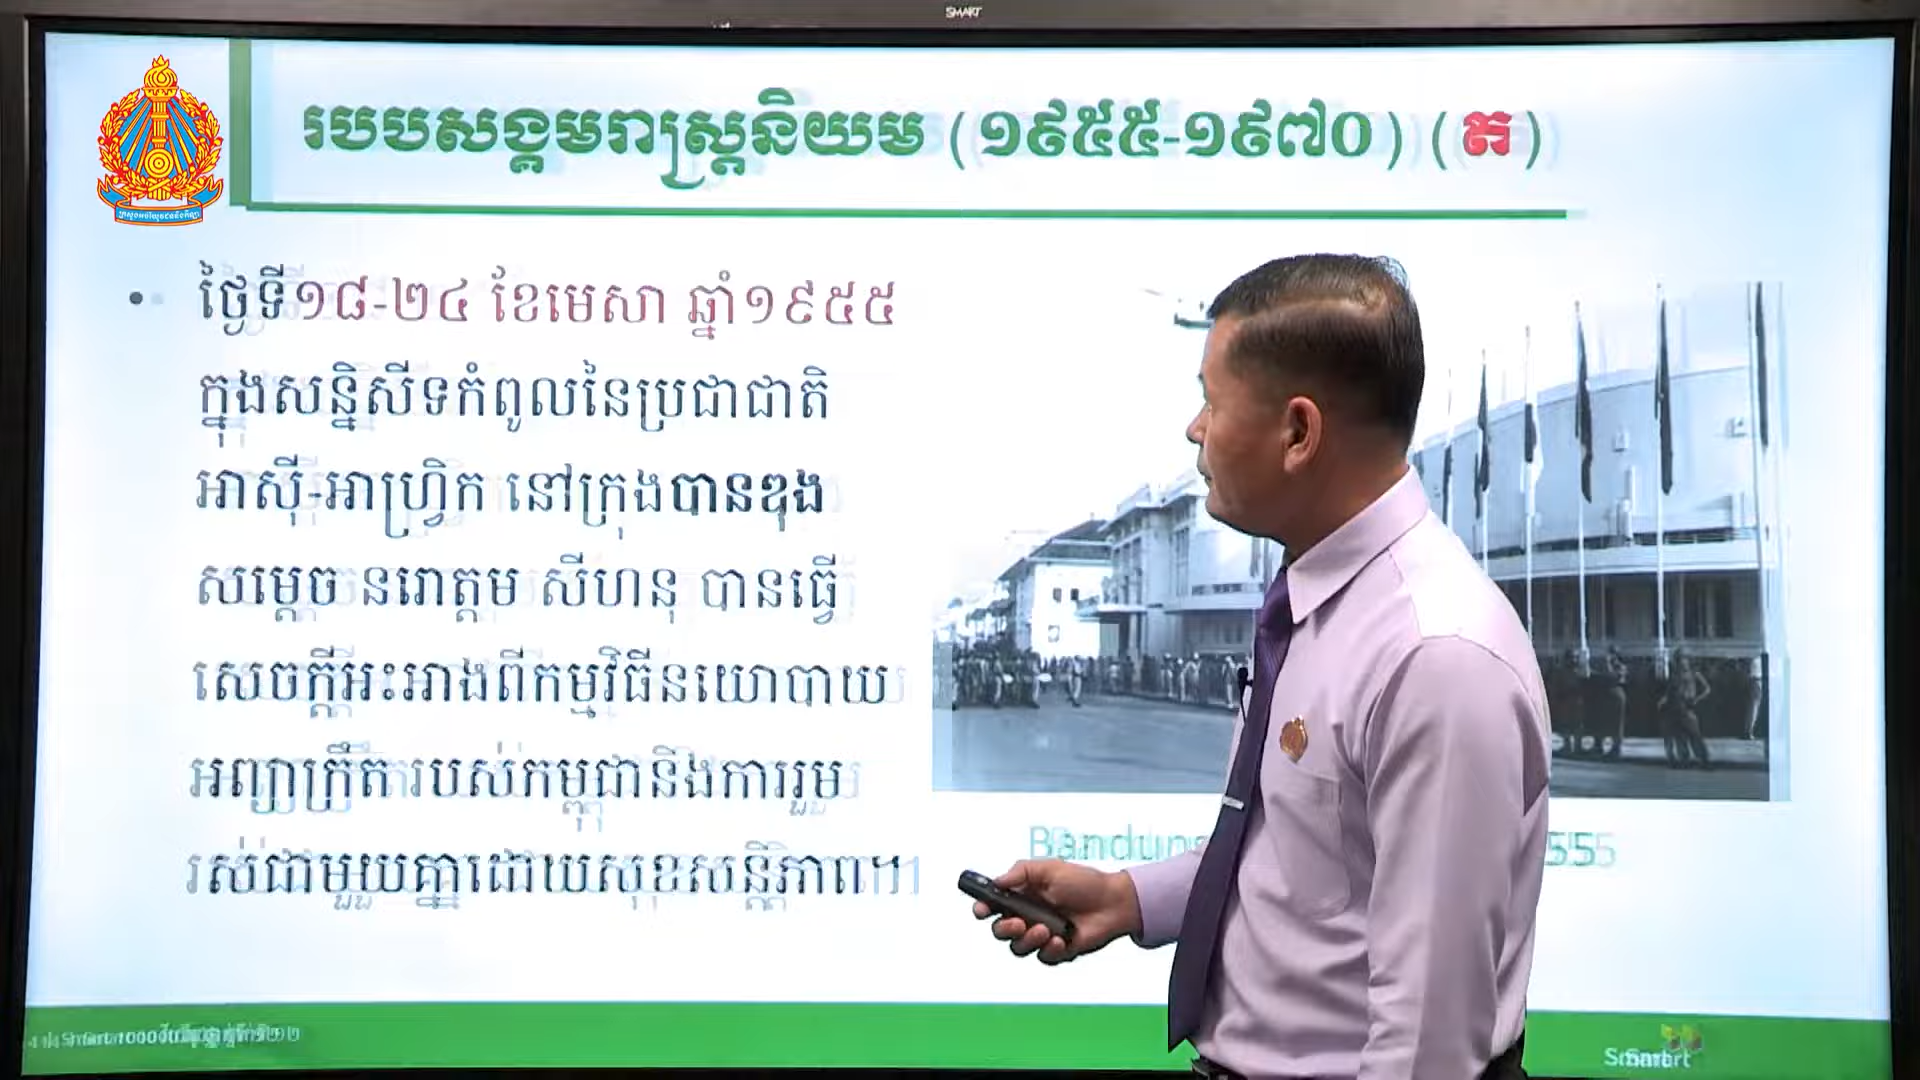 SMART
របបសង្គមរាស្ត្រនិយម (១៩៥៥-១៩៧០) (ត)
• ថ្ងៃទី១៨-២៤ ខែមេសា ឆ្នាំ១៩៥៥
ក្នុងសន្និសីទកំពូលនៃប្រជាជាតិ
អាស៊ី-អាហ្វ្រិក នៅក្រុងបានឌុង
សម្ដេច នរោត្តម សីហនុ បានធ្វើ
សេចក្ដីអះអាងពីកម្មវិធីនយោបាយ
អព្យាក្រឹត របស់កម្ពុជានិងការរួម
រស់ជាមួយគ្នាដោយសុខសន្តិភាព។
Bandung
55
Smart